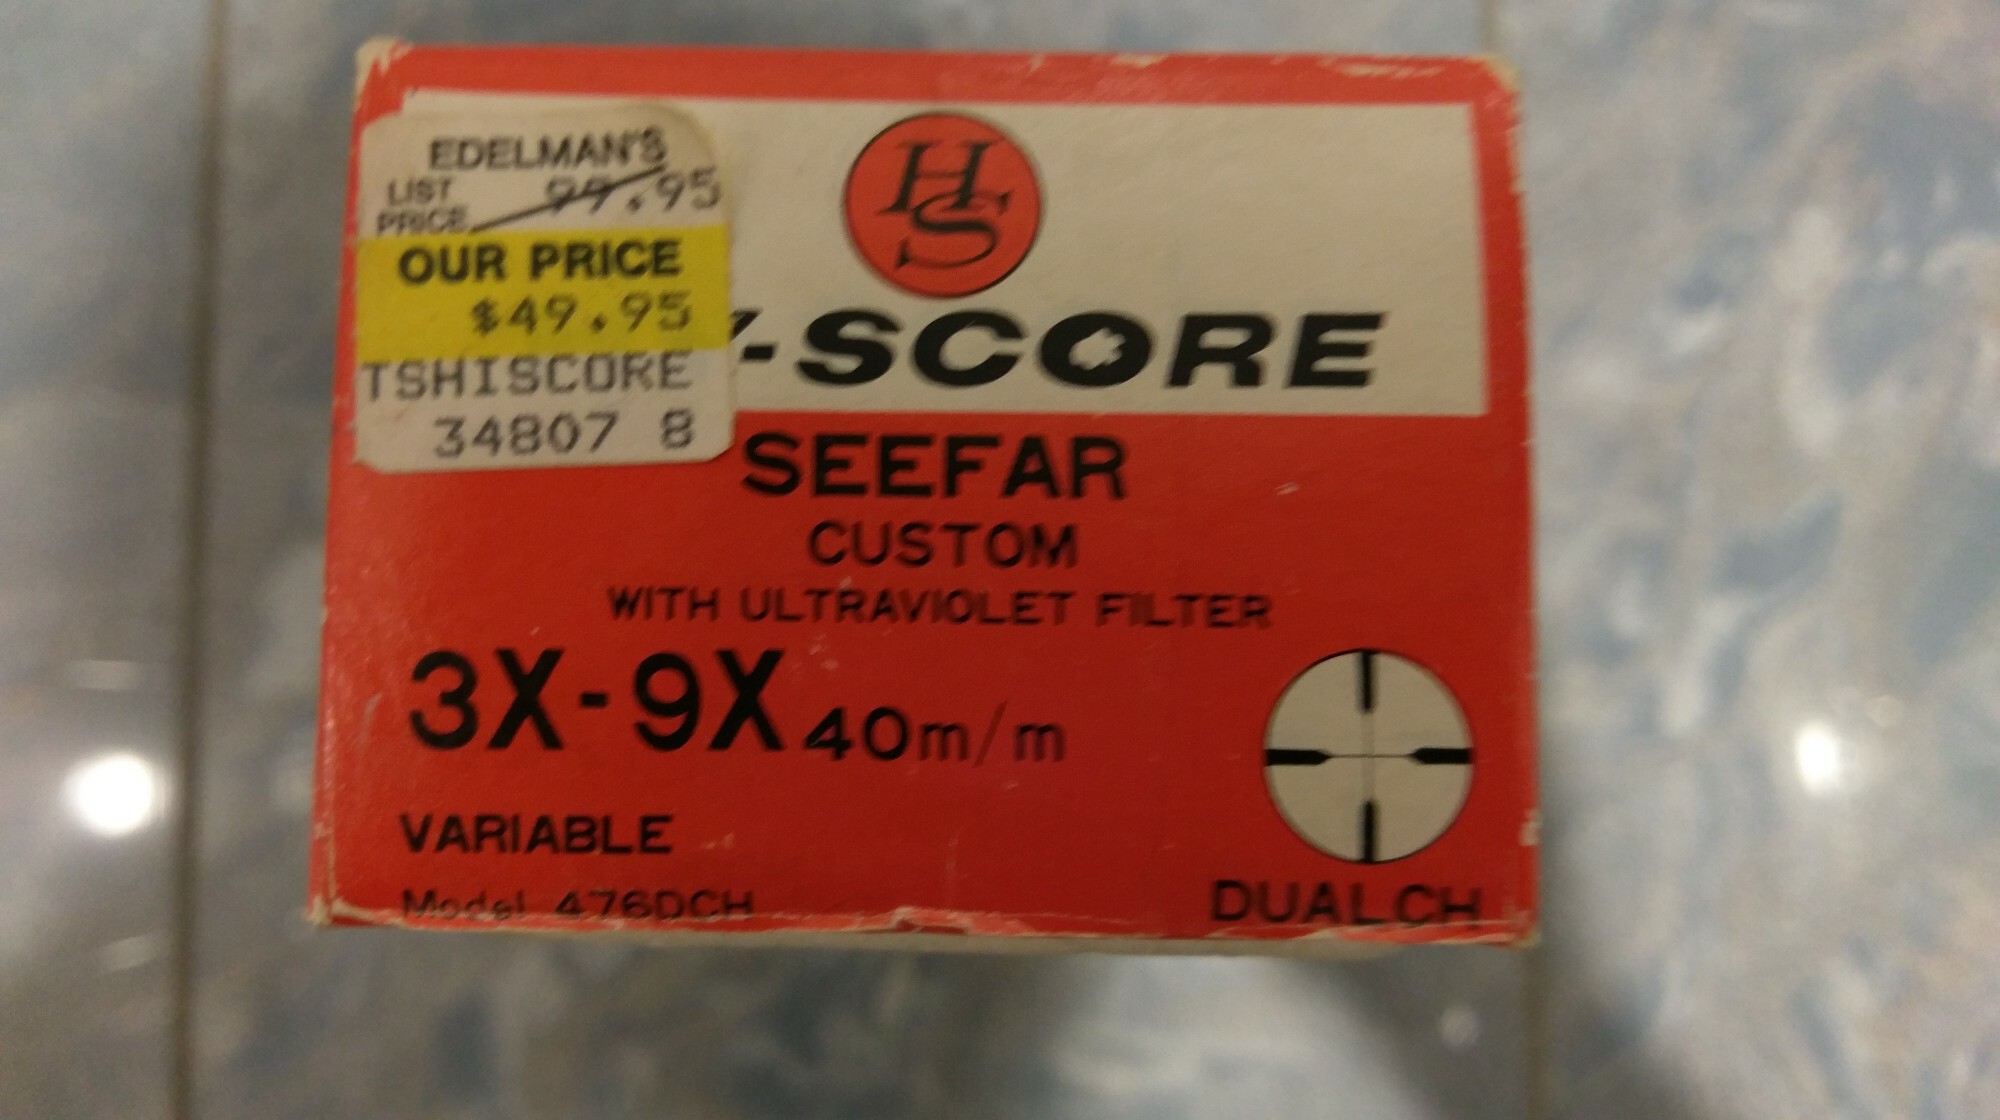 EDELMAN'S
LIST
PRICE 99.95
OUR PRICE
$49.95
TSHISCORE
34807 8
HS
-SCORE
SEEFAR
CUSTOM
WITH ULTRAVIOLET FILTER
3X-9X 40m/m
VARIABLE
Model 476DCH
DUALCH